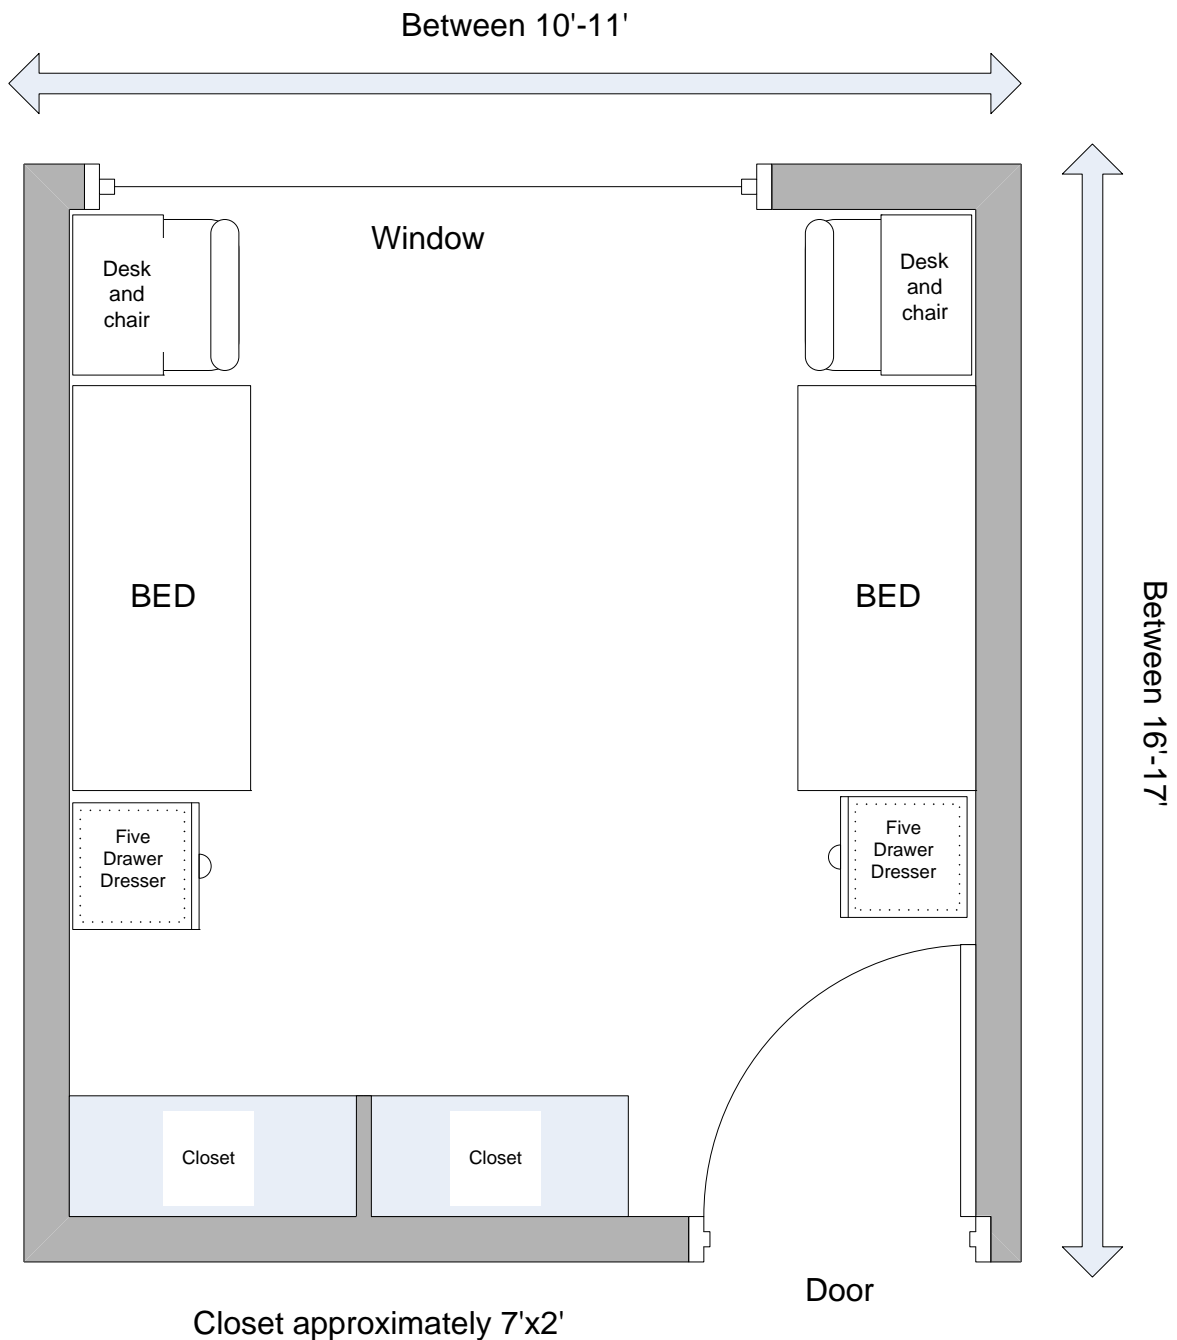 Between 10'-11'
Window
Desk
and
chair
Desk
and
chair
BED
BED
Between 16'-17'
Five
Drawer
Dresser
Five
Drawer
Dresser
Closet
Closet
Door
Closet approximately 7'x2'